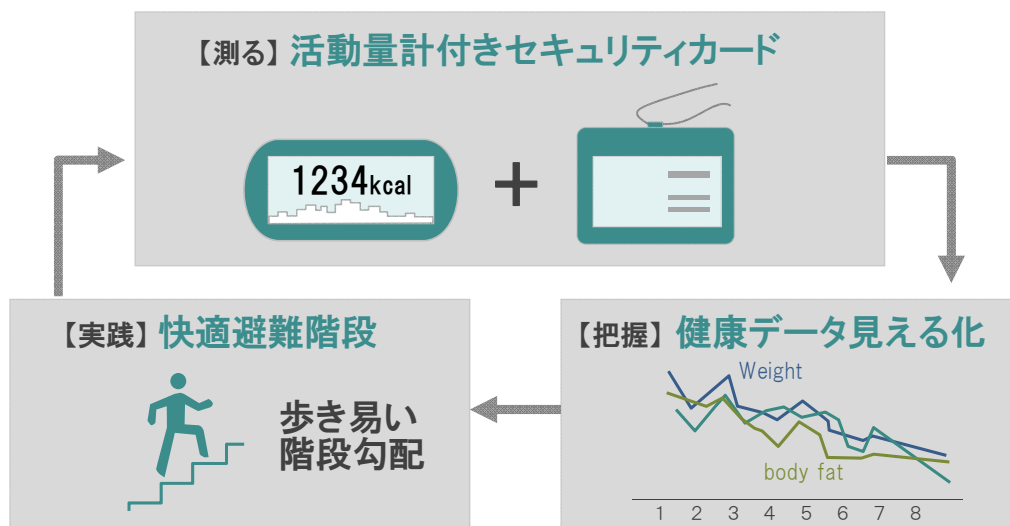 【測る】活動量計付きセキュリティカード
1234kcal
【実践】快適避難階段
歩き易い
階段勾配
【把握】健康データ見える化
Weight
body fat
1 2 3 4 5 6 7 8